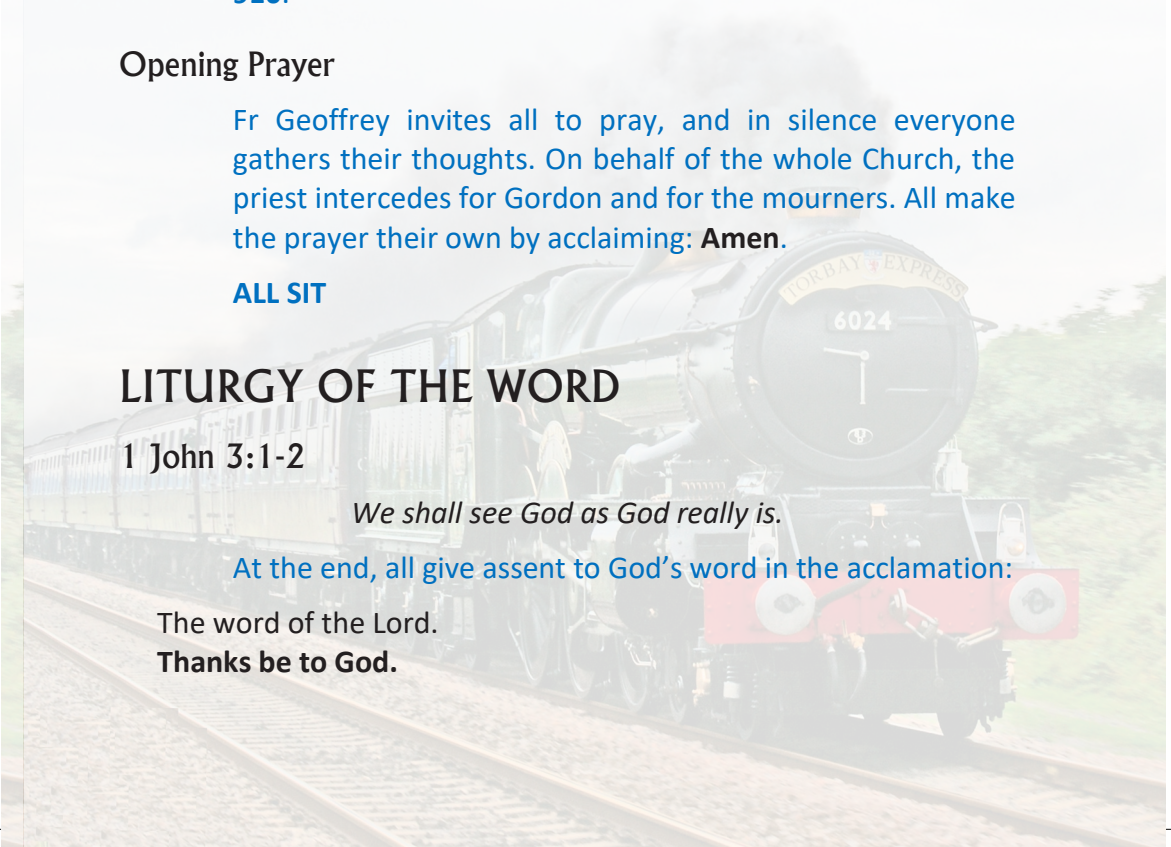 Opening Prayer
Fr Geoffrey invites all to pray, and in silence everyone
gathers their thoughts. On behalf of the whole Church, the
priest intercedes for Gordon and for the mourners. All make
the prayer their own by acclaiming: Amen.
ALL SIT
TORBAY EXPRESS
6024
LITURGY OF THE WORD
1 John 3:1-2
We shall see God as God really is.
At the end, all give assent to God’s word in the acclamation:
The word of the Lord.
Thanks be to God.